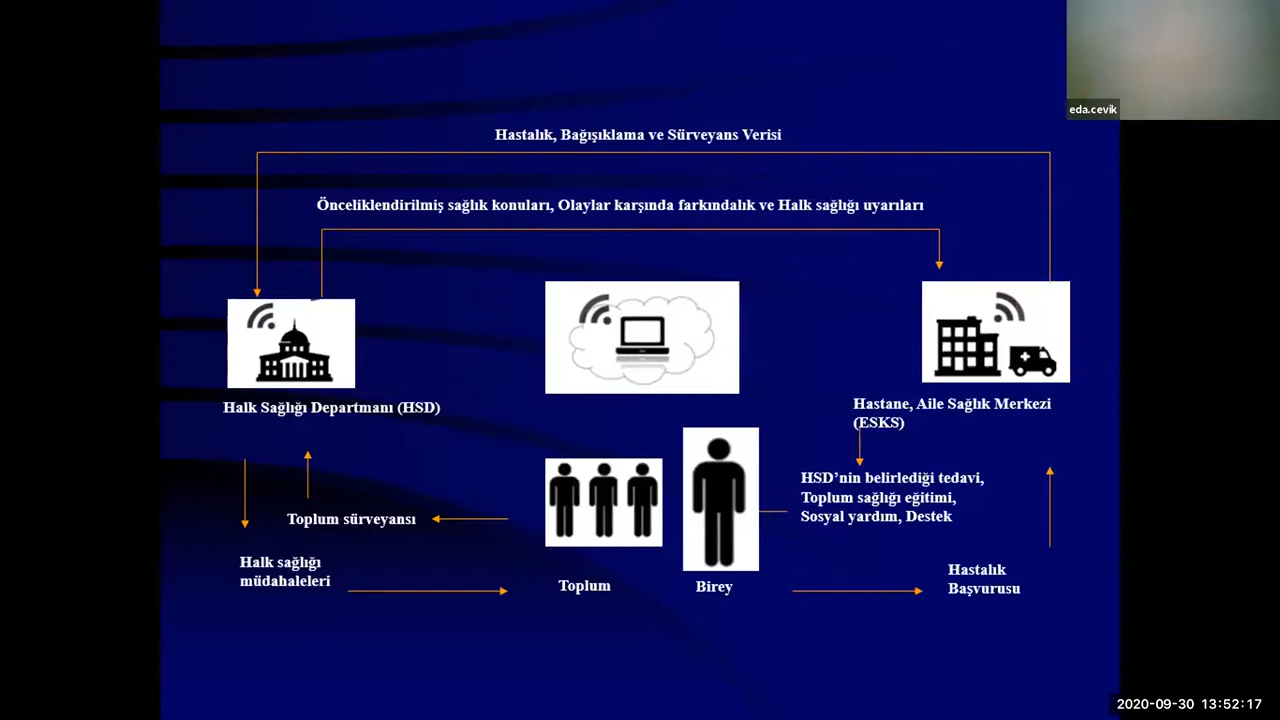 eda.cevik
Hastalık, Bağışıklama ve Sürveyans Verisi
Önceliklendirilmiş sağlık konuları, Olaylar karşında farkındalık ve Halk sağlığı uyarıları
Halk Sağlığı Departmanı (HSD)
Hastane, Aile Sağlık Merkezi
(ESKS)
HSD’nin belirlediği tedavi,
Toplum sağlığı eğitimi,
Sosyal yardım, Destek
Toplum sürveyansı
Halk sağlığı
müdahaleleri
Toplum
Birey
Hastalık
Başvurusu
2020-09-30 13:52:17